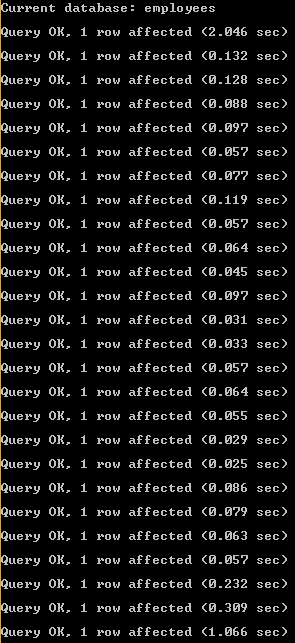 Current database: employees
Query OK, 1 row affected (2.046 sec)
Query OK, 1 row affected (0.132 sec)
Query OK, 1 row affected (0.128 sec)
Query OK, 1 row affected (0.088 sec)
Query OK, 1 row affected (0.097 sec)
Query OK, 1 row affected (0.057 sec)
Query OK, 1 row affected (0.077 sec)
Query OK, 1 row affected (0.119 sec)
Query OK, 1 row affected (0.057 sec)
Query OK, 1 row affected (0.064 sec)
Query OK, 1 row affected (0.045 sec)
Query OK, 1 row affected (0.097 sec)
Query OK, 1 row affected (0.031 sec)
Query OK, 1 row affected (0.033 sec)
Query OK, 1 row affected (0.057 sec)
Query OK, 1 row affected (0.064 sec)
Query OK, 1 row affected (0.055 sec)
Query OK, 1 row affected (0.029 sec)
Query OK, 1 row affected (0.025 sec)
Query OK, 1 row affected (0.086 sec)
Query OK, 1 row affected (0.079 sec)
Query OK, 1 row affected (0.063 sec)
Query OK, 1 row affected (0.057 sec)
Query OK, 1 row affected (0.232 sec)
Query OK, 1 row affected (0.309 sec)
Query OK, 1 row affected (1.066 sec)